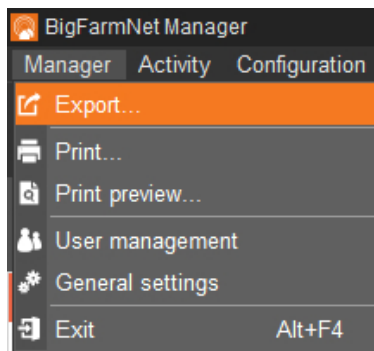 BigFarmNet Manager
Manager Activity Configuration
Export...
Print...
Print preview...
User management
General settings
Exit Alt+F4